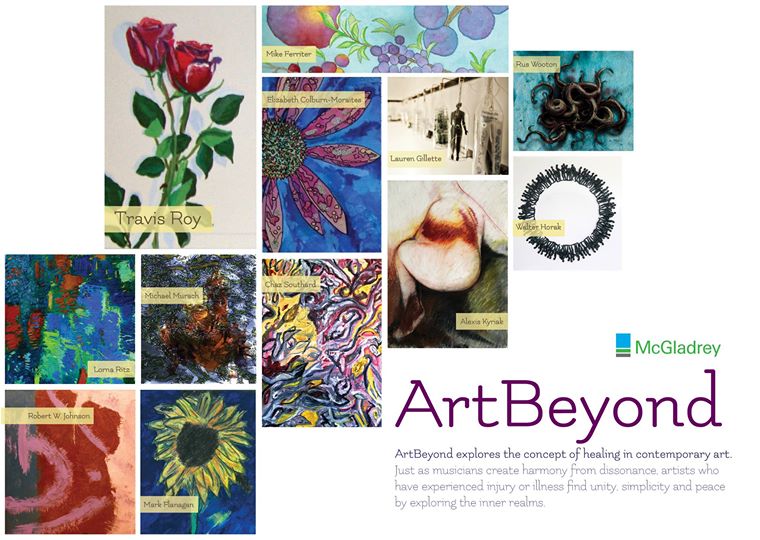 Mike Ferriter
Rus Wooton
Elizabeth Colburn-Moraites
Lauren Gillette
Travis Roy
Walter Horak
Michael Mursch
Chaz Southard
Alexis Kyriak
Lorna Ritz
McGladrey
ArtBeyond
Robert W. Johnson
ArtBeyond explores the concept of healing in contemporary art.
Just as musicians create harmony from dissonance, artists who
have experienced injury or illness find unity, simplicity and peace
by exploring the inner realms.
Mark Flanagan